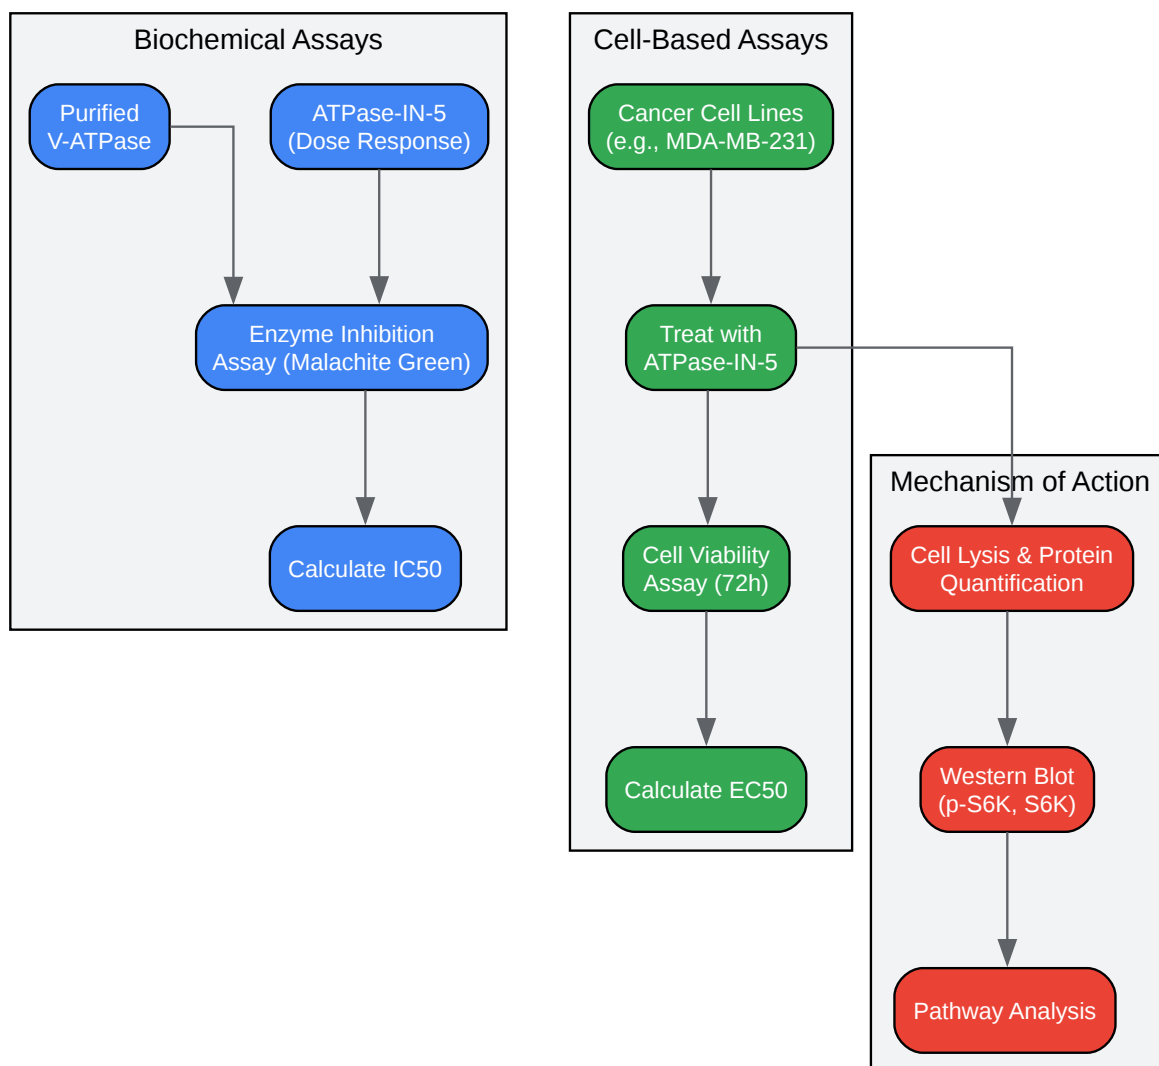 Biochemical Assays
Purified
V-ATPase
ATPase-IN-5
(Dose Response)
Enzyme Inhibition
Assay (Malachite Green)
Calculate IC50
Cell-Based Assays
Cancer Cell Lines
(e.g., MDA-MB-231)
Treat with
ATPase-IN-5
Cell Viability
Assay (72h)
Calculate EC50
Mechanism of Action
Cell Lysis & Protein
Quantification
Western Blot
(p-S6K, S6K)
Pathway Analysis